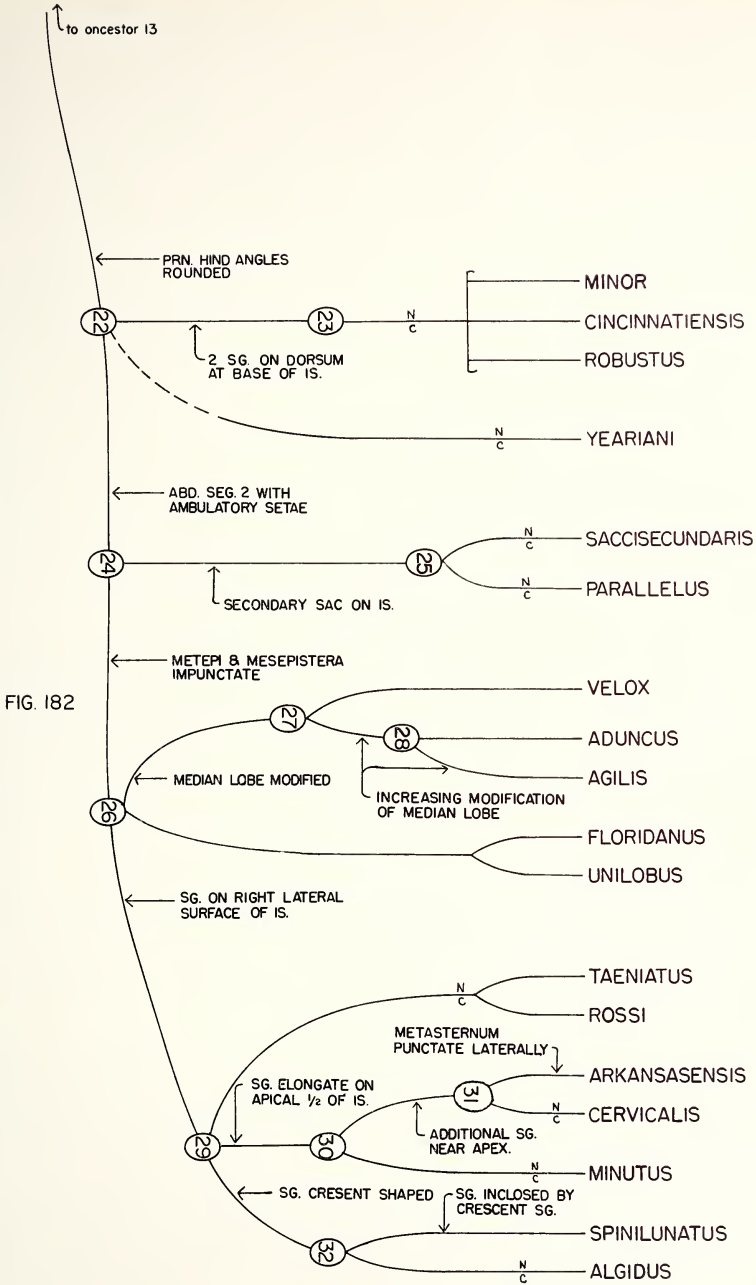 to oncestor 13
PRN. HIND ANGLES
ROUNDED
MINOR
22
23
N
C
CINCINNATIENSIS
2 SG. ON DORSUM
AT BASE OF IS.
ROBUSTUS
N
C
YEARIANI
ABD. SEG. 2 WITH
AMBULATORY SETAE
N
C
SACCISECUNDARIS
24
25
N
C
PARALLELUS
SECONDARY SAC ON IS.
METEPI & MESEPISTERA
IMPUNCTATE
FIG. 182
VELOX
27
28
ADUNCUS
MEDIAN LOBE MODIFIED
AGILIS
INCREASING MODIFICATION
OF MEDIAN LOBE
26
FLORIDANUS
UNILOBUS
SG. ON RIGHT LATERAL
SURFACE OF IS.
TAENIATUS
N
C
ROSSI
METASTERNUM
PUNCTATE LATERALLY
SG. ELONGATE ON
APICAL 1/2 OF IS.
ARKANSASENSIS
31
N
C
CERVICALIS
ADDITIONAL SG.
NEAR APEX.
29
30
N
C
MINUTUS
SG. CRESENT SHAPED
SG. INCLOSED BY
CRESCENT SG.
SPINILUNATUS
32
N
C
ALGIDUS